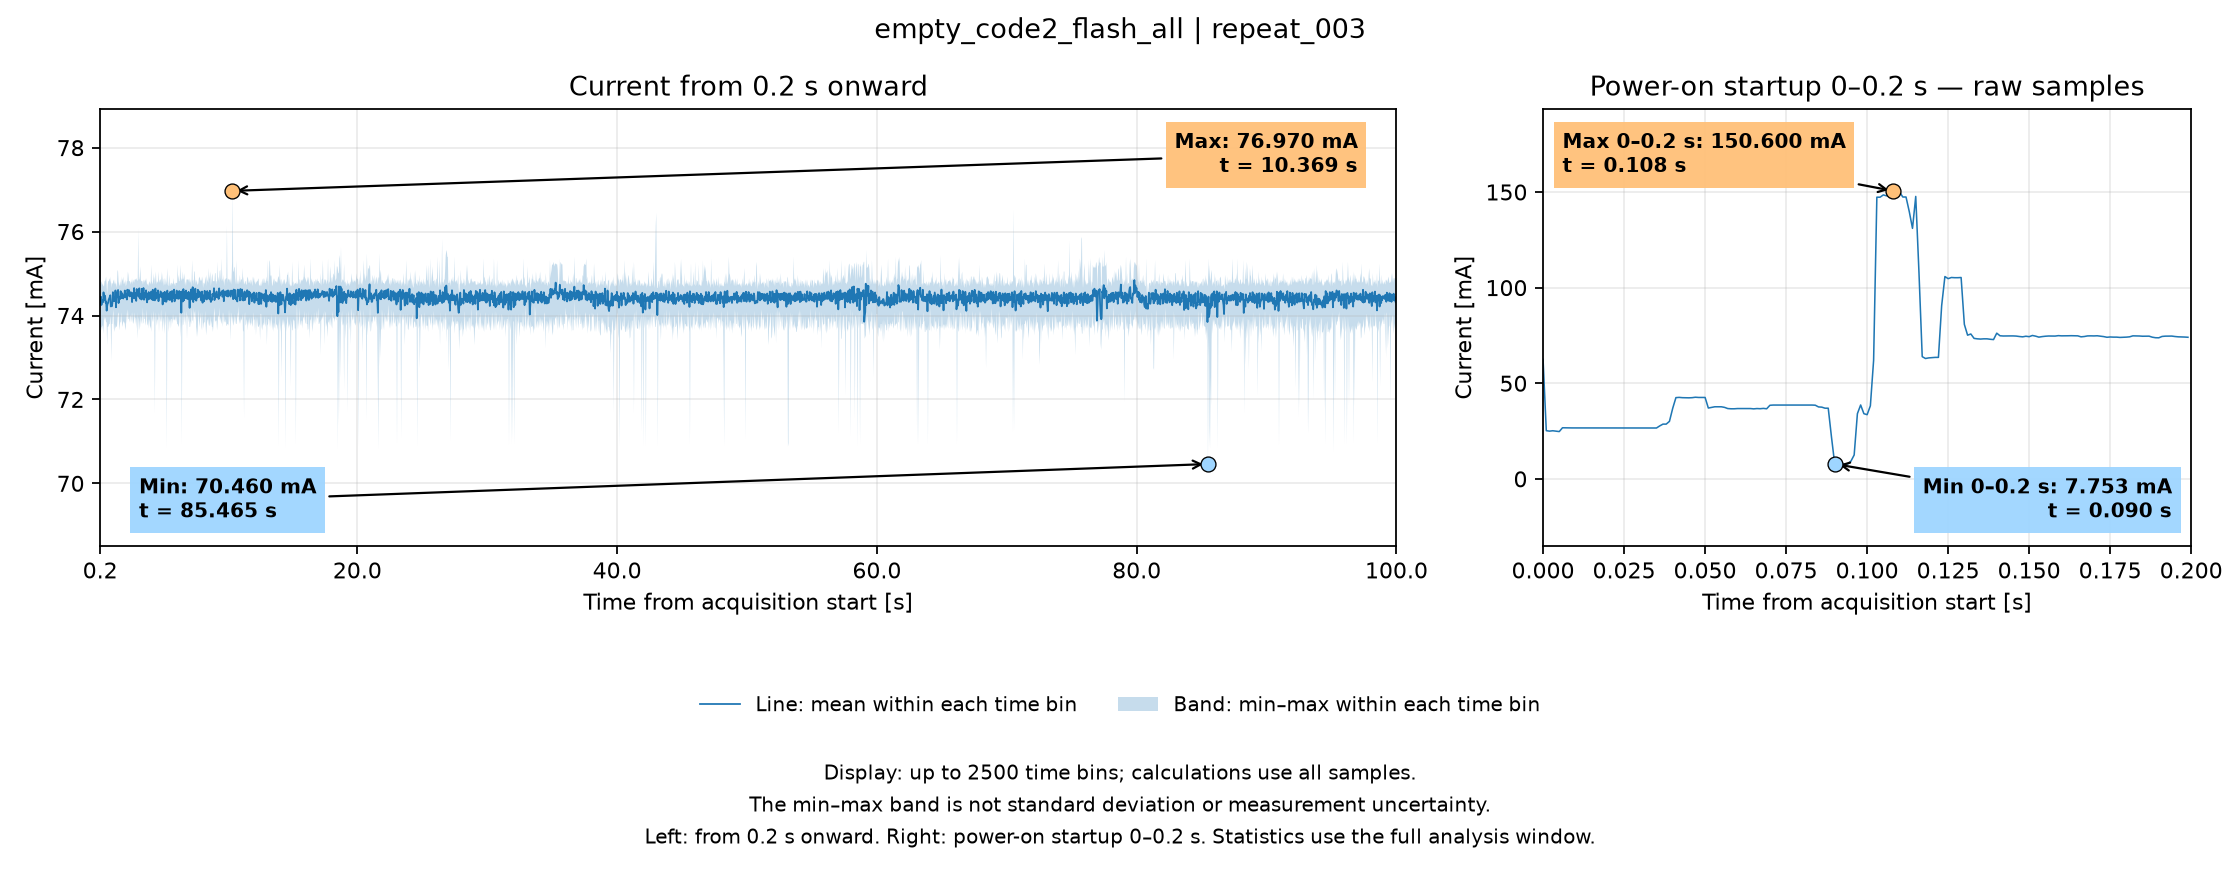 empty_code2_flash_all | repeat_003
Current from 0.2 s onward
Current [mA]
78
76
74
72
70
Max: 76.970 mA
t = 10.369 s
Min: 70.460 mA
t = 85.465 s
0.2
20.0
40.0
60.0
80.0
100.0
Time from acquisition start [s]
Power-on startup 0–0.2 s — raw samples
Current [mA]
150
100
50
0
Max 0–0.2 s: 150.600 mA
t = 0.108 s
Min 0–0.2 s: 7.753 mA
t = 0.090 s
0.000
0.025
0.050
0.075
0.100
0.125
0.150
0.175
0.200
Time from acquisition start [s]
Line: mean within each time bin
Band: min–max within each time bin
Display: up to 2500 time bins; calculations use all samples.
The min–max band is not standard deviation or measurement uncertainty.
Left: from 0.2 s onward. Right: power-on startup 0–0.2 s. Statistics use the full analysis window.